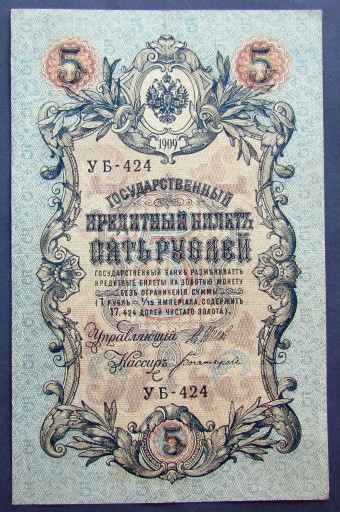 5 5
1909
УБ-424
ГОСУДАРСТВЕННЫЙ
КРЕДИТНЫЙ БИЛЕТЪ
ПЯТЬ РУБЛЕЙ
ГОСУДАРСТВЕННЫЙ БАНКЪ РАЗМѢНИВАЕТЪ
КРЕДИТНЫЕ БИЛЕТЫ НА ЗОЛОТУЮ МОНЕТУ
БЕЗЪ ОГРАНИЧЕНІЯ СУММЫ
(1 РУБЛЬ = 1/15 ИМПЕРІАЛА, СОДЕРЖИТЪ
17,424 ДОЛЕЙ ЧИСТАГО ЗОЛОТА).
Управляющій
Кассиръ
УБ-424
5